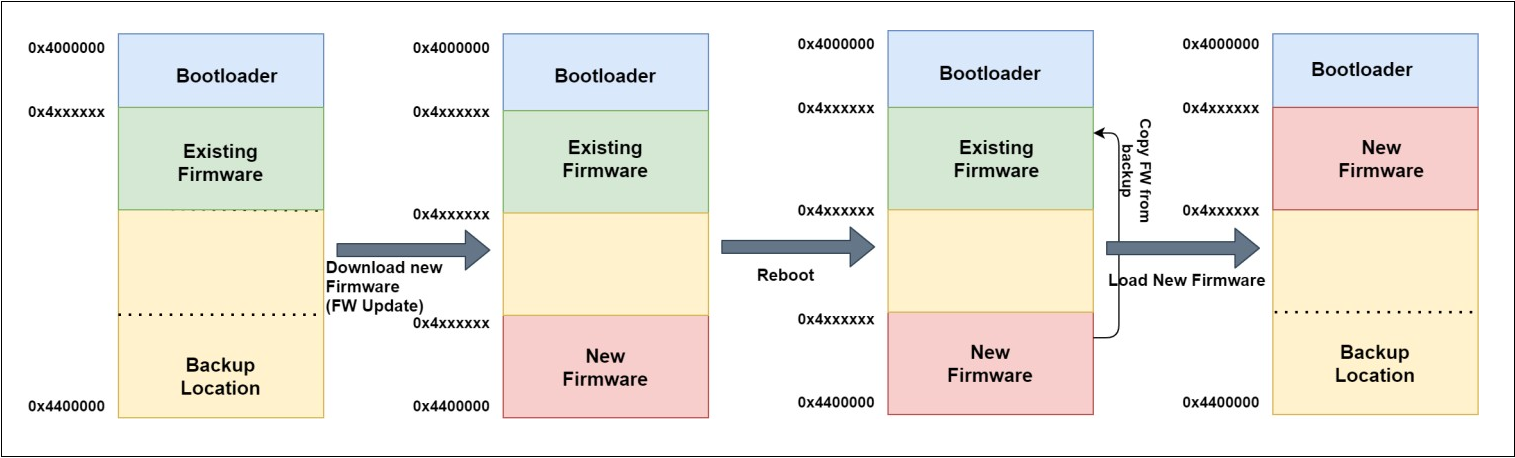 0x4000000
Bootloader
0x4xxxxxx
Existing
Firmware
Backup
Location
0x4400000
Download new
Firmware
(FW Update)
0x4000000
Bootloader
0x4xxxxxx
Existing
Firmware
0x4xxxxxx
0x4xxxxxx
New
Firmware
0x4400000
Reboot
0x4000000
Bootloader
0x4xxxxxx
Existing
Firmware
0x4xxxxxx
0x4xxxxxx
New
Firmware
0x4400000
Copy FW from
backup
Load New Firmware
0x4000000
Bootloader
0x4xxxxxx
New
Firmware
0x4xxxxxx
Backup
Location
0x4400000